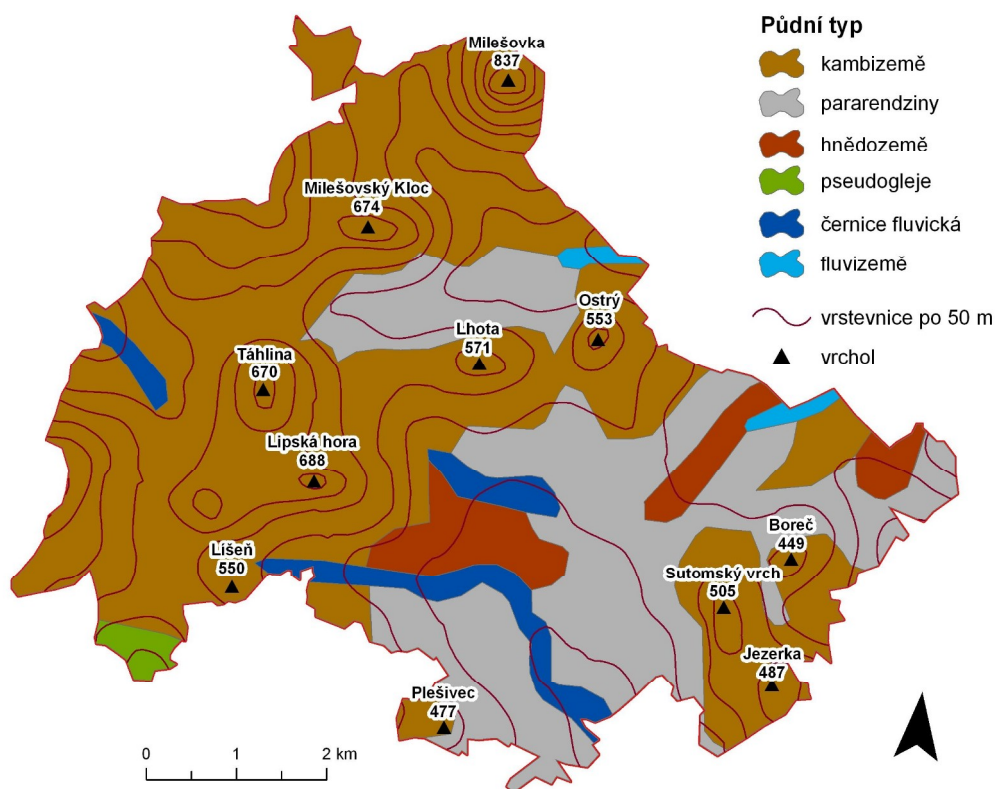 Půdní typ
kambizemě
pararendziny
hnědozemě
pseudogleje
černice fluvická
fluvizemě
vrstevnice po 50 m
vrchol
Milešovka
837
Milešovský Kloc
674
Ostrý
553
Lhota
571
Táhlina
670
Lipská hora
688
Líšeň
550
Boreč
449
Sutomský vrch
505
Jezerka
487
Plešivec
477
0 1 2 km